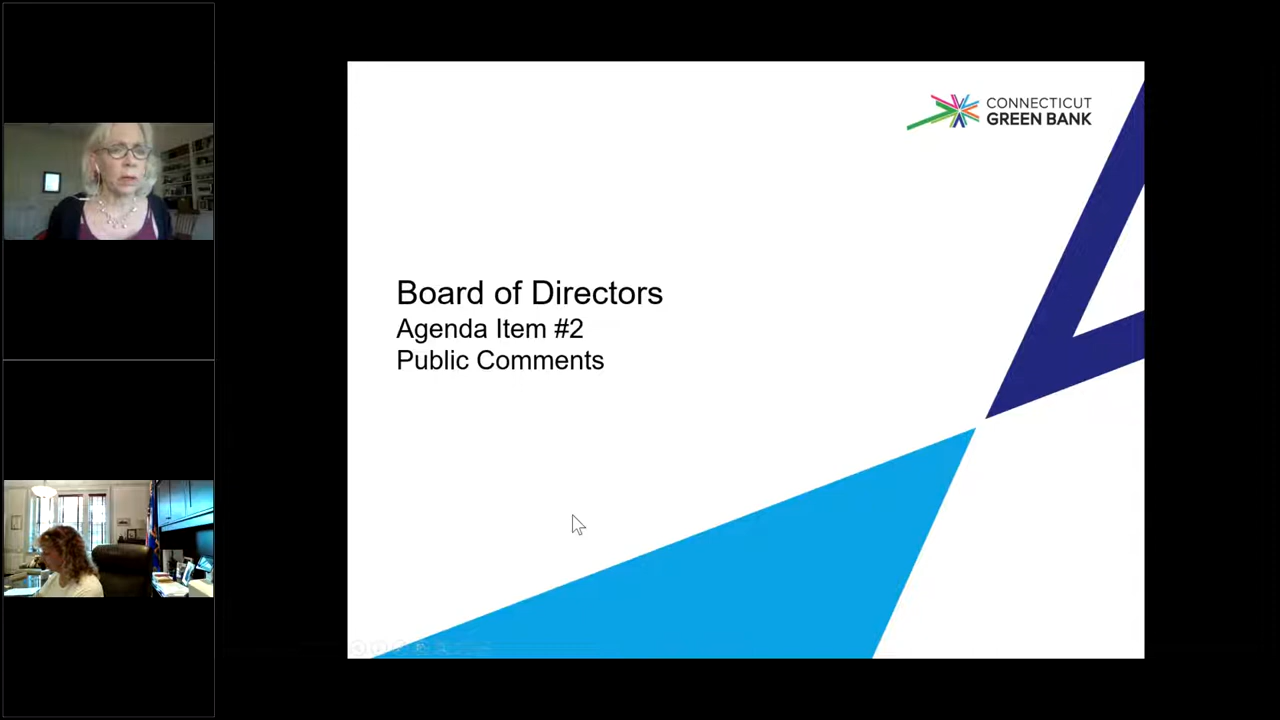 CONNECTICUT
GREEN BANK
Board of Directors
Agenda Item #2
Public Comments